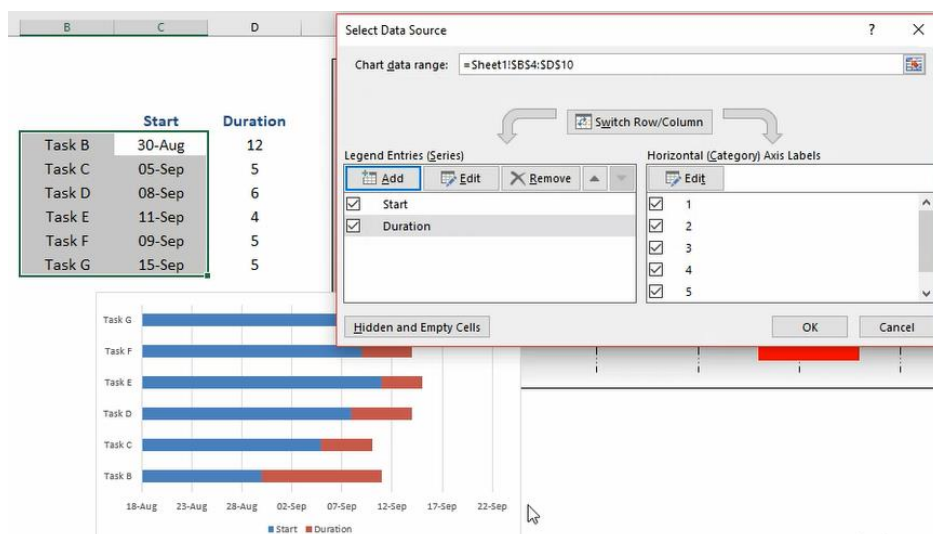 B C D
Select Data Source ? ×
Chart data range: =Sheet1!$B$4:$D$10
Switch Row/Column
Start Duration
Task B 30-Aug 12
Task C 05-Sep 5
Task D 08-Sep 6
Task E 11-Sep 4
Task F 09-Sep 5
Task G 15-Sep 5
Legend Entries (Series)
Add Edit Remove
Start
Duration
Horizontal (Category) Axis Labels
Edit
1
2
3
4
5
Hidden and Empty Cells OK Cancel
Task G
Task F
Task E
Task D
Task C
Task B
18-Aug 23-Aug 28-Aug 02-Sep 07-Sep 12-Sep 17-Sep 22-Sep
Start Duration